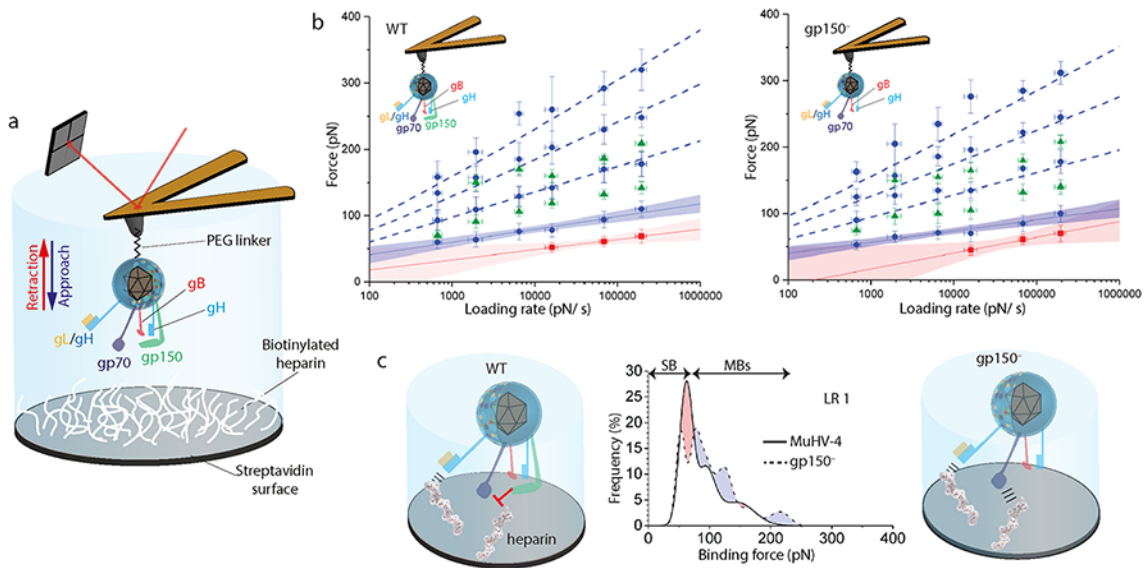 a
Retraction
Approach
PEG linker
gB
gH
gL/gH
gp70
gp150
Biotinylated
heparin
Streptavidin
surface
b
WT
gB
gH
gL/gH
gp70
gp150
Force (pN)
400
300
200
100
0
100
1000
10000
100000
1000000
Loading rate (pN/ s)
gp150⁻
gB
gH
gL/gH
gp70
Force (pN)
400
300
200
100
0
100
1000
10000
100000
1000000
Loading rate (pN/ s)
c
WT
heparin
SB
MBs
LR 1
MuHV-4
gp150⁻
Frequency (%)
30
25
20
15
10
5
0
0
100
200
300
400
Binding force (pN)
gp150⁻